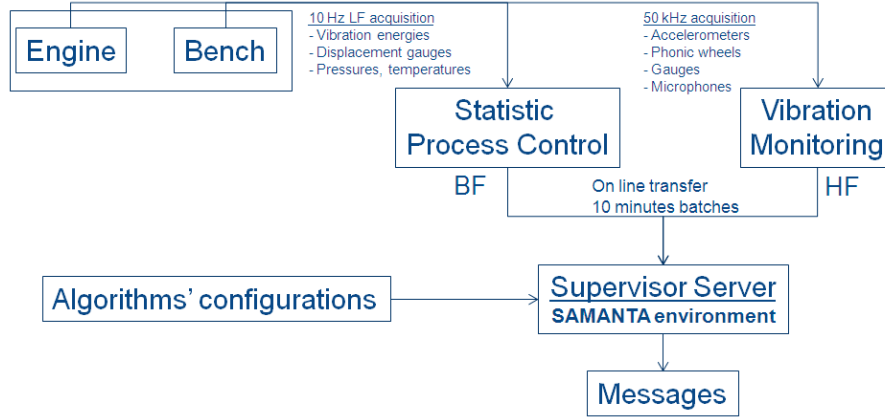 Engine
Bench
10 Hz LF acquisition
- Vibration energies
- Displacement gauges
- Pressures, temperatures
50 kHz acquisition
- Accelerometers
- Phonic wheels
- Gauges
- Microphones
Statistic
Process Control
Vibration
Monitoring
BF
On line transfer
10 minutes batches
HF
Algorithms' configurations
Supervisor Server
SAMANTA environment
Messages